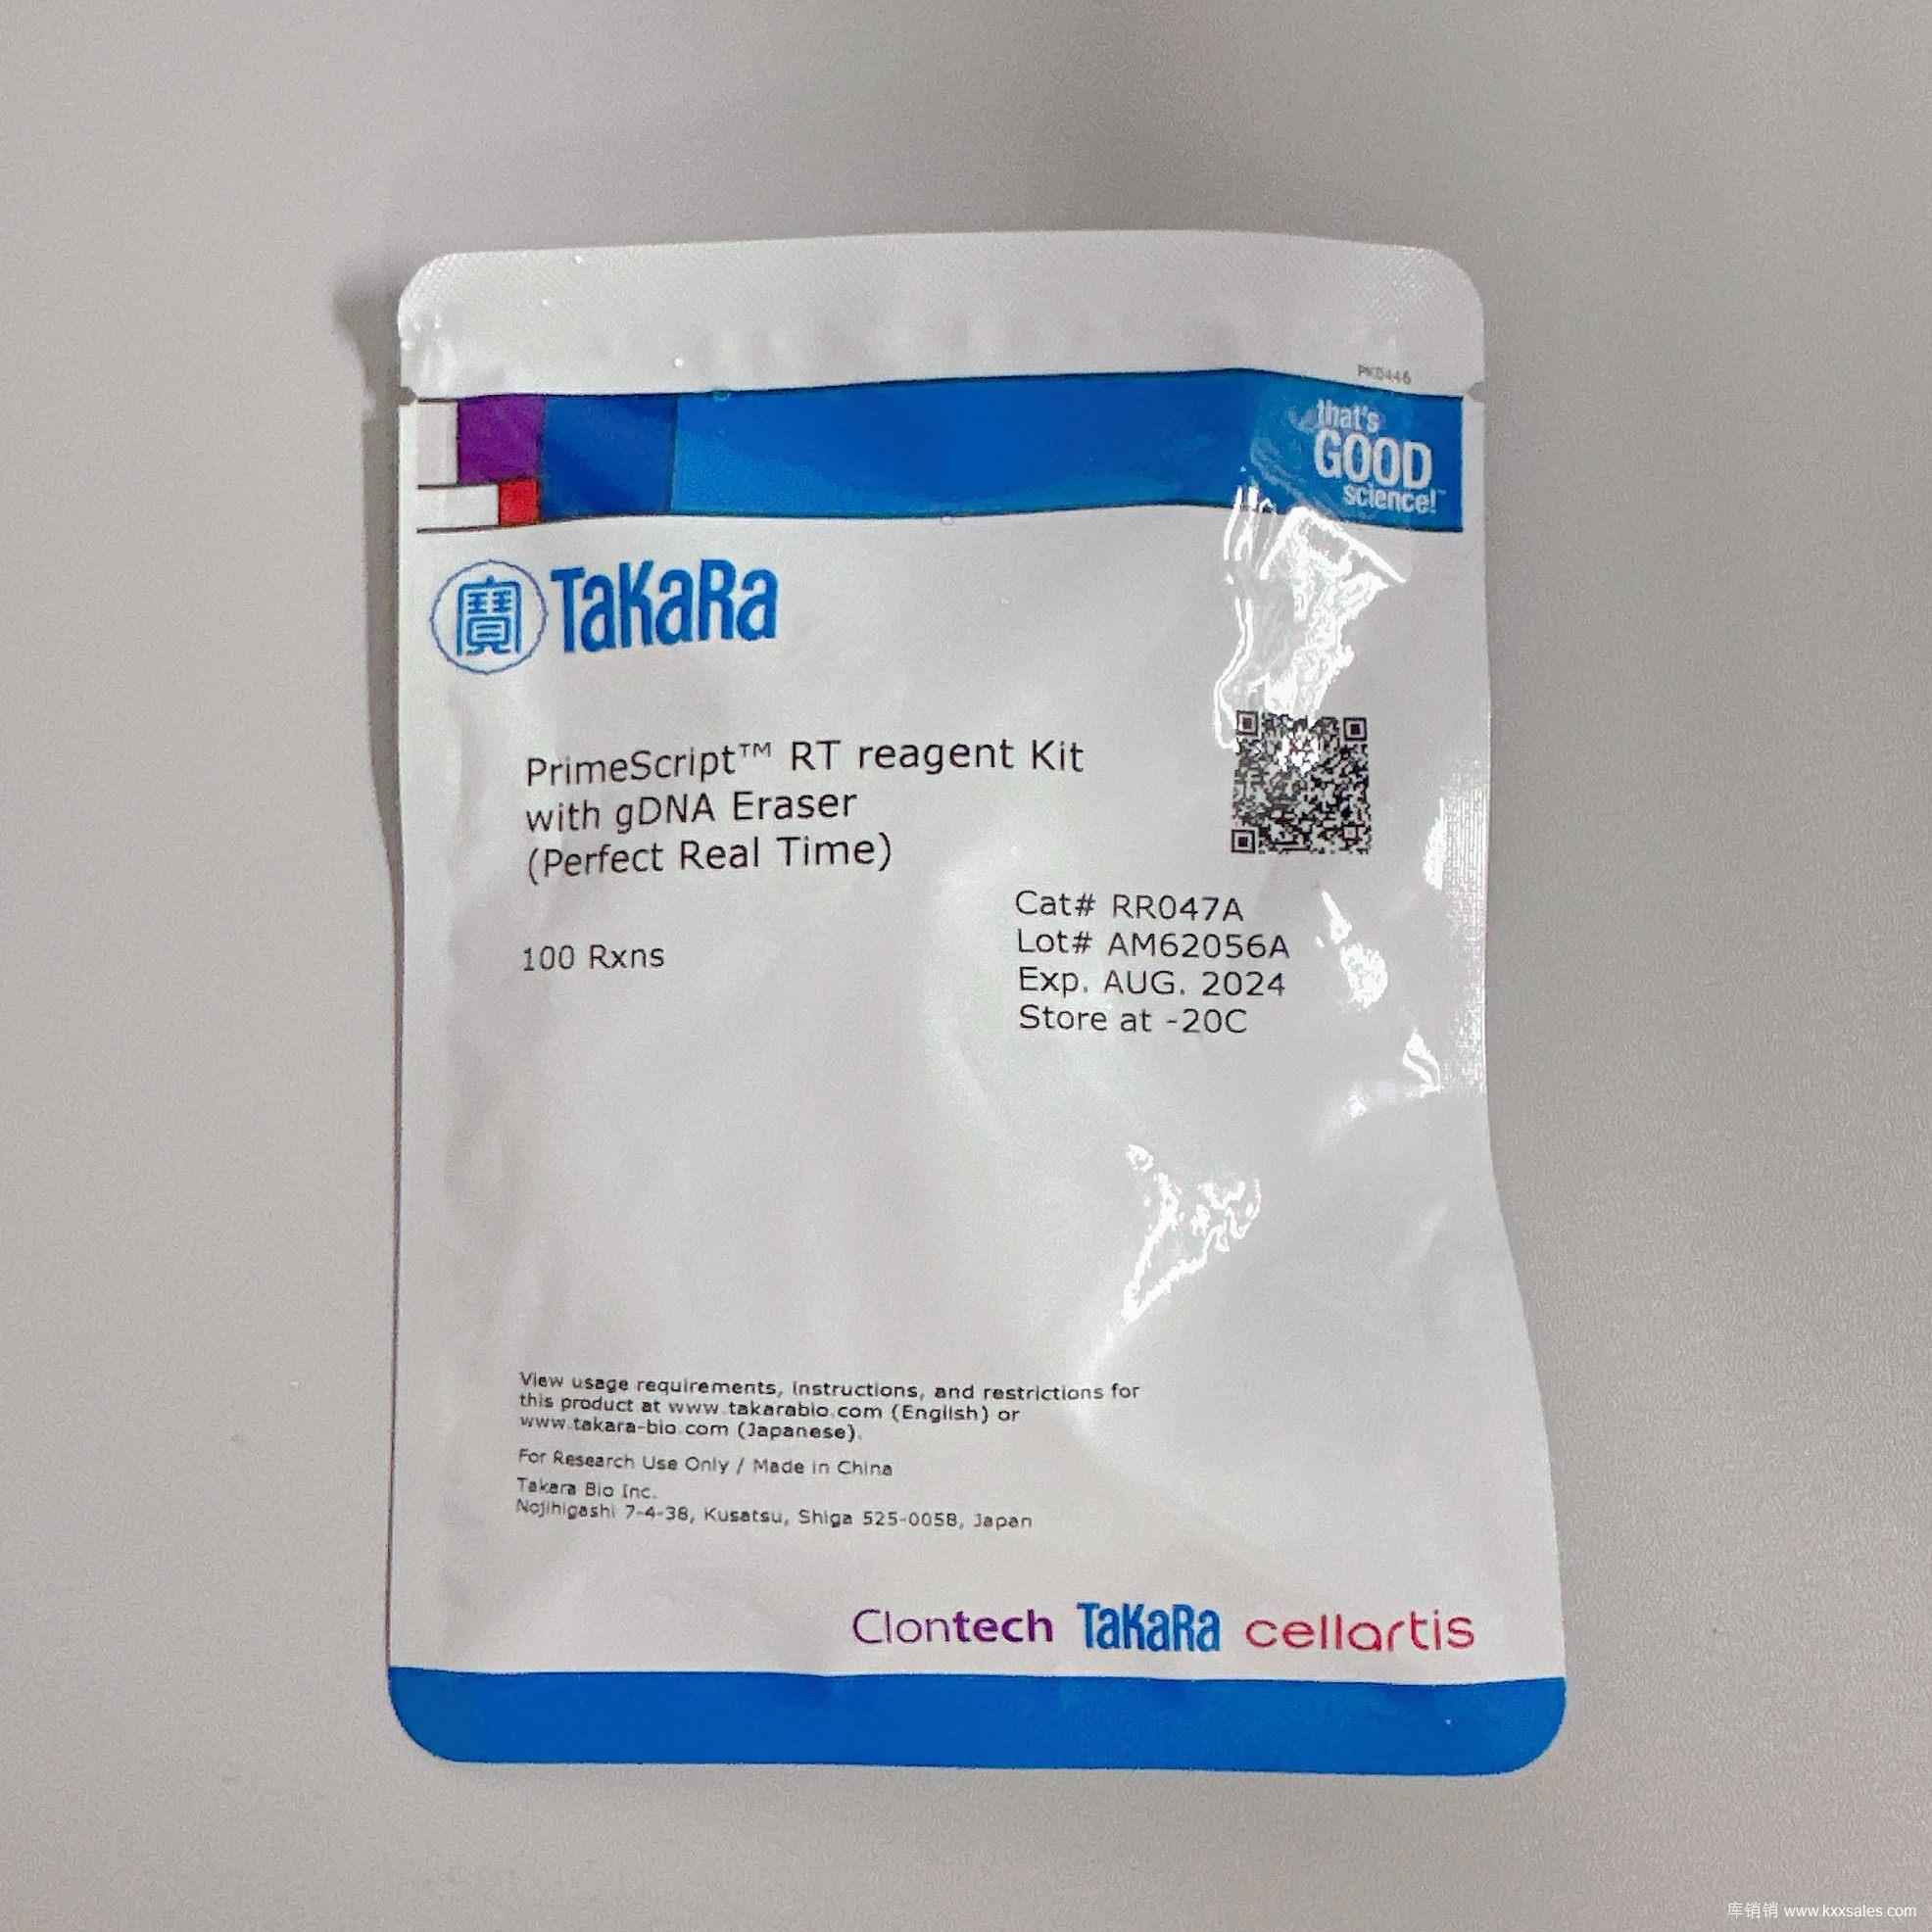 PK0446
that's
GOOD
science!™
寶 TaKaRa
PrimeScript™ RT reagent Kit
with gDNA Eraser
(Perfect Real Time)
100 Rxns
Cat# RR047A
Lot# AM62056A
Exp. AUG. 2024
Store at -20C
View usage requirements, instructions, and restrictions for
this product at www.takarabio.com (English) or
www.takara-bio.com (Japanese).
For Research Use Only / Made in China
Takara Bio Inc.
Nojihigashi 7-4-38, Kusatsu, Shiga 525-0058, Japan
Clontech TaKaRa cellartis
库销销 www.kxxsales.com